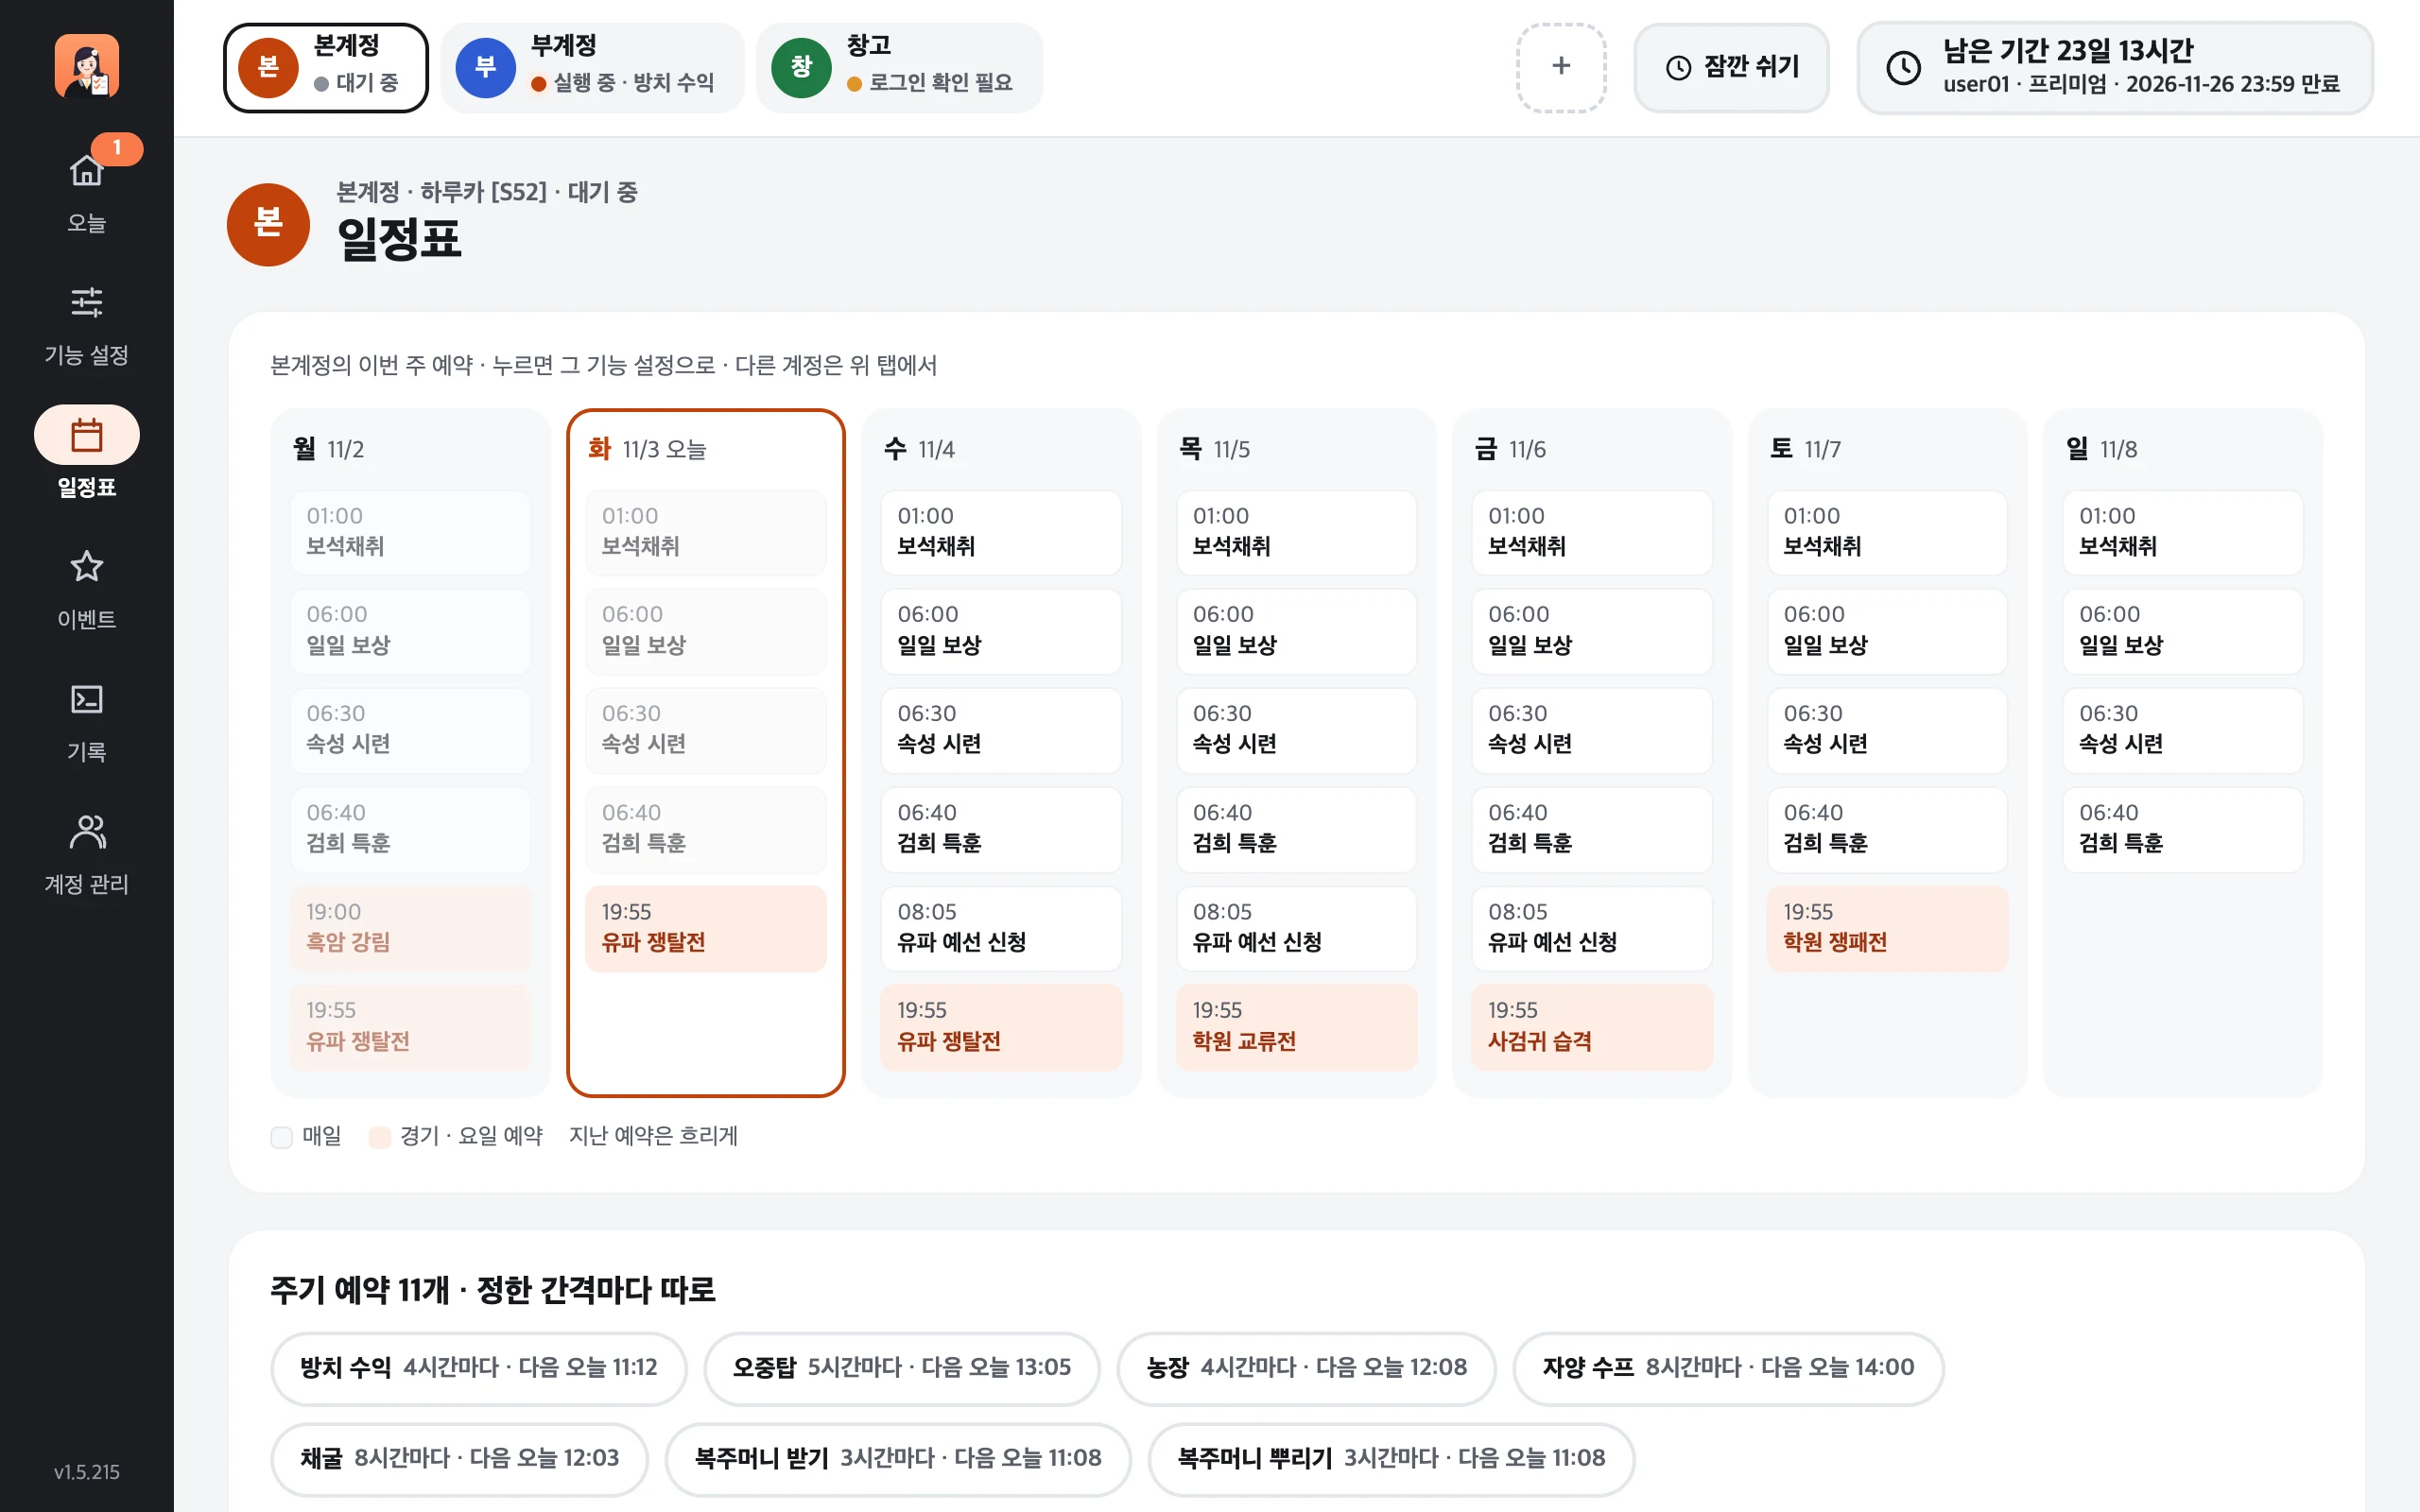 본
본계정
대기 중
부
부계정
실행 중 · 방치 수익
창
창고
로그인 확인 필요
+
잠깐 쉬기
남은 기간 23일 13시간
user01 · 프리미엄 · 2026-11-26 23:59 만료
1
오늘
기능 설정
일정표
이벤트
기록
계정 관리
v1.5.215
본
본계정 · 하루카 [S52] · 대기 중
일정표
본계정의 이번 주 예약 · 누르면 그 기능 설정으로 · 다른 계정은 위 탭에서
월 11/2
01:00
보석채취
06:00
일일 보상
06:30
속성 시련
06:40
검희 특훈
19:00
흑암 강림
19:55
유파 쟁탈전
화 11/3 오늘
01:00
보석채취
06:00
일일 보상
06:30
속성 시련
06:40
검희 특훈
19:55
유파 쟁탈전
수 11/4
01:00
보석채취
06:00
일일 보상
06:30
속성 시련
06:40
검희 특훈
08:05
유파 예선 신청
19:55
유파 쟁탈전
목 11/5
01:00
보석채취
06:00
일일 보상
06:30
속성 시련
06:40
검희 특훈
08:05
유파 예선 신청
19:55
학원 교류전
금 11/6
01:00
보석채취
06:00
일일 보상
06:30
속성 시련
06:40
검희 특훈
08:05
유파 예선 신청
19:55
사검귀 습격
토 11/7
01:00
보석채취
06:00
일일 보상
06:30
속성 시련
06:40
검희 특훈
19:55
학원 쟁패전
일 11/8
01:00
보석채취
06:00
일일 보상
06:30
속성 시련
06:40
검희 특훈
매일 경기 · 요일 예약 지난 예약은 흐리게
주기 예약 11개 · 정한 간격마다 따로
방치 수익 4시간마다 · 다음 오늘 11:12
오중탑 5시간마다 · 다음 오늘 13:05
농장 4시간마다 · 다음 오늘 12:08
자양 수프 8시간마다 · 다음 오늘 14:00
채굴 8시간마다 · 다음 오늘 12:03
복주머니 받기 3시간마다 · 다음 오늘 11:08
복주머니 뿌리기 3시간마다 · 다음 오늘 11:08